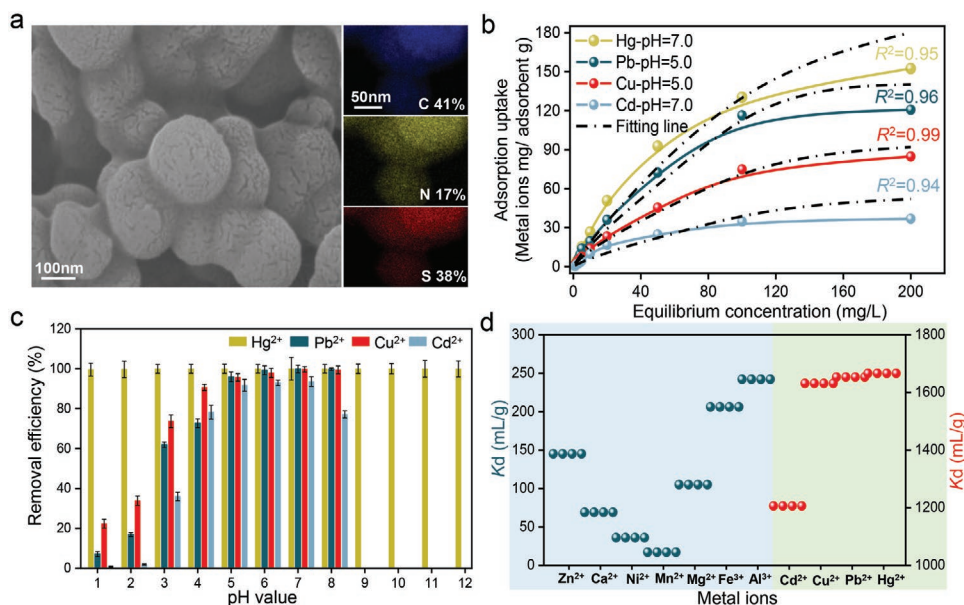 a
50nm
C 41%
N 17%
S 38%
100nm
b
Adsorption uptake
(Metal ions mg/ adsorbent g)
180
150
120
90
60
30
0
Hg-pH=7.0
Pb-pH=5.0
Cu-pH=5.0
Cd-pH=7.0
Fitting line
R²=0.95
R²=0.96
R²=0.99
R²=0.94
0 40 80 120 160 200
Equilibrium concentration (mg/L)
c
Removal efficiency (%)
120
100
80
60
40
20
0
Hg²⁺ Pb²⁺ Cu²⁺ Cd²⁺
1 2 3 4 5 6 7 8 9 10 11 12
pH value
d
Kd (mL/g)
300
250
200
150
100
50
0
1800
1600
1400
1200
1000
Kd (mL/g)
Zn²⁺ Ca²⁺ Ni²⁺ Mn²⁺ Mg²⁺ Fe³⁺ Al³⁺ Cd²⁺ Cu²⁺ Pb²⁺ Hg²⁺
Metal ions